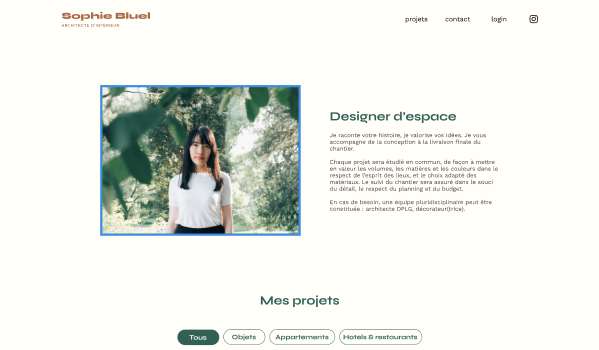 Sophie Bluel
ARCHITECTE D'INTÉRIEUR
projets
contact
login
Designer d'espace
Je raconte votre histoire, je valorise vos idées. Je vous
accompagne de la conception à la livraison finale du
chantier.
Chaque projet sera étudié en commun, de façon à mettre
en valeur les volumes, les matières et les couleurs dans le
respect de l'esprit des lieux, et le choix adapté des
matériaux. Le suivi du chantier sera assuré dans le souci
du détail, le respect du planning et du budget.
En cas de besoin, une équipe pluridisciplinaire peut être
constituée : architecte DPLG, décorateur(trice).
Mes projets
Tous
Objets
Appartements
Hotels & restaurants